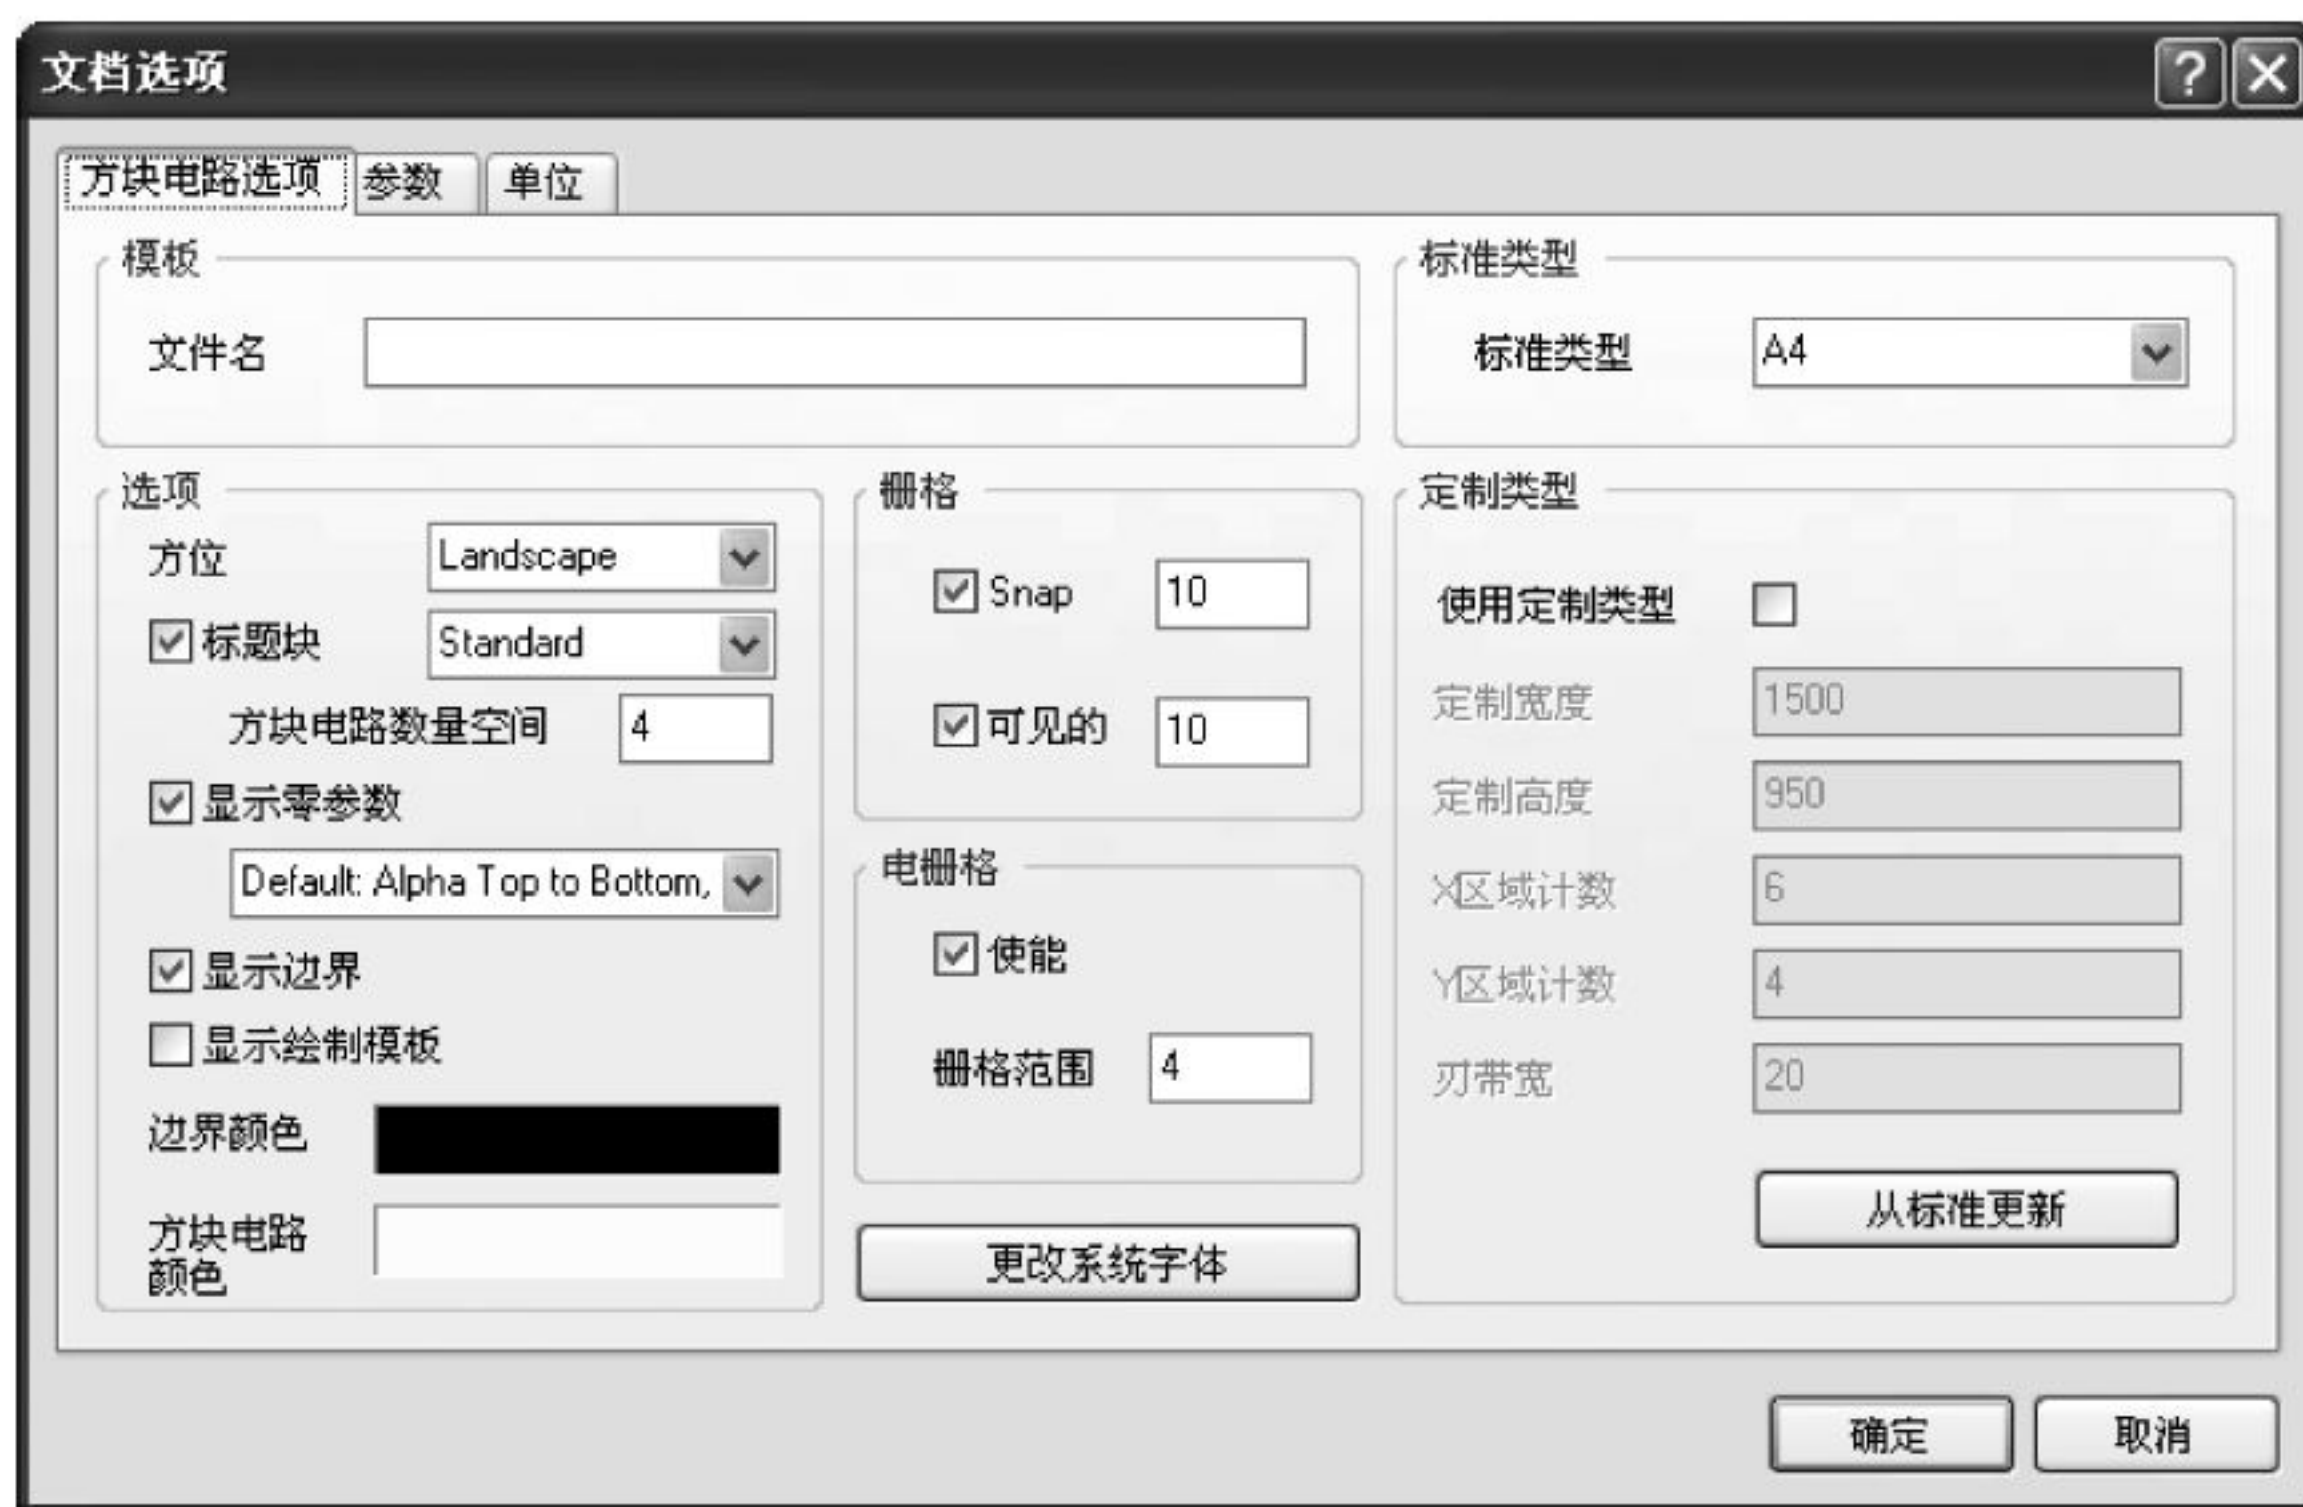 文档选项
方块电路选项 参数 单位
模板
文件名
标准类型
标准类型 A4
选项
方位 Landscape
标题块 Standard
方块电路数量空间 4
显示零参数
Default: Alpha Top to Bottom,
显示边界
显示绘制模板
边界颜色
方块电路
颜色
栅格
Snap 10
可见的 10
电栅格
使能
栅格范围 4
更改系统字体
定制类型
使用定制类型
定制宽度 1500
定制高度 950
X区域计数 6
Y区域计数 4
刃带宽 20
从标准更新
确定 取消